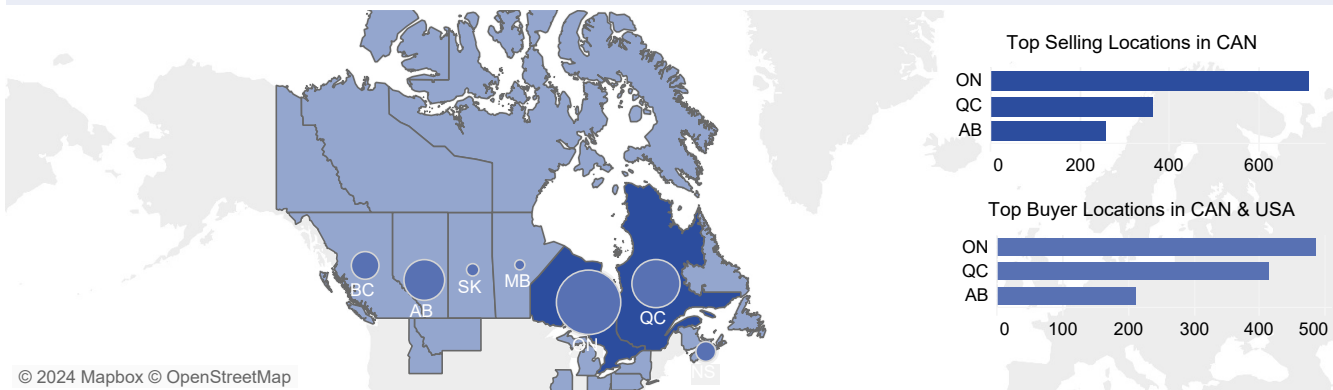 BC
AB
SK
MB
ON
QC
NS
© 2024 Mapbox © OpenStreetMap
Top Selling Locations in CAN
ON
QC
AB
0 200 400 600
Top Buyer Locations in CAN & USA
ON
QC
AB
0 100 200 300 400 500